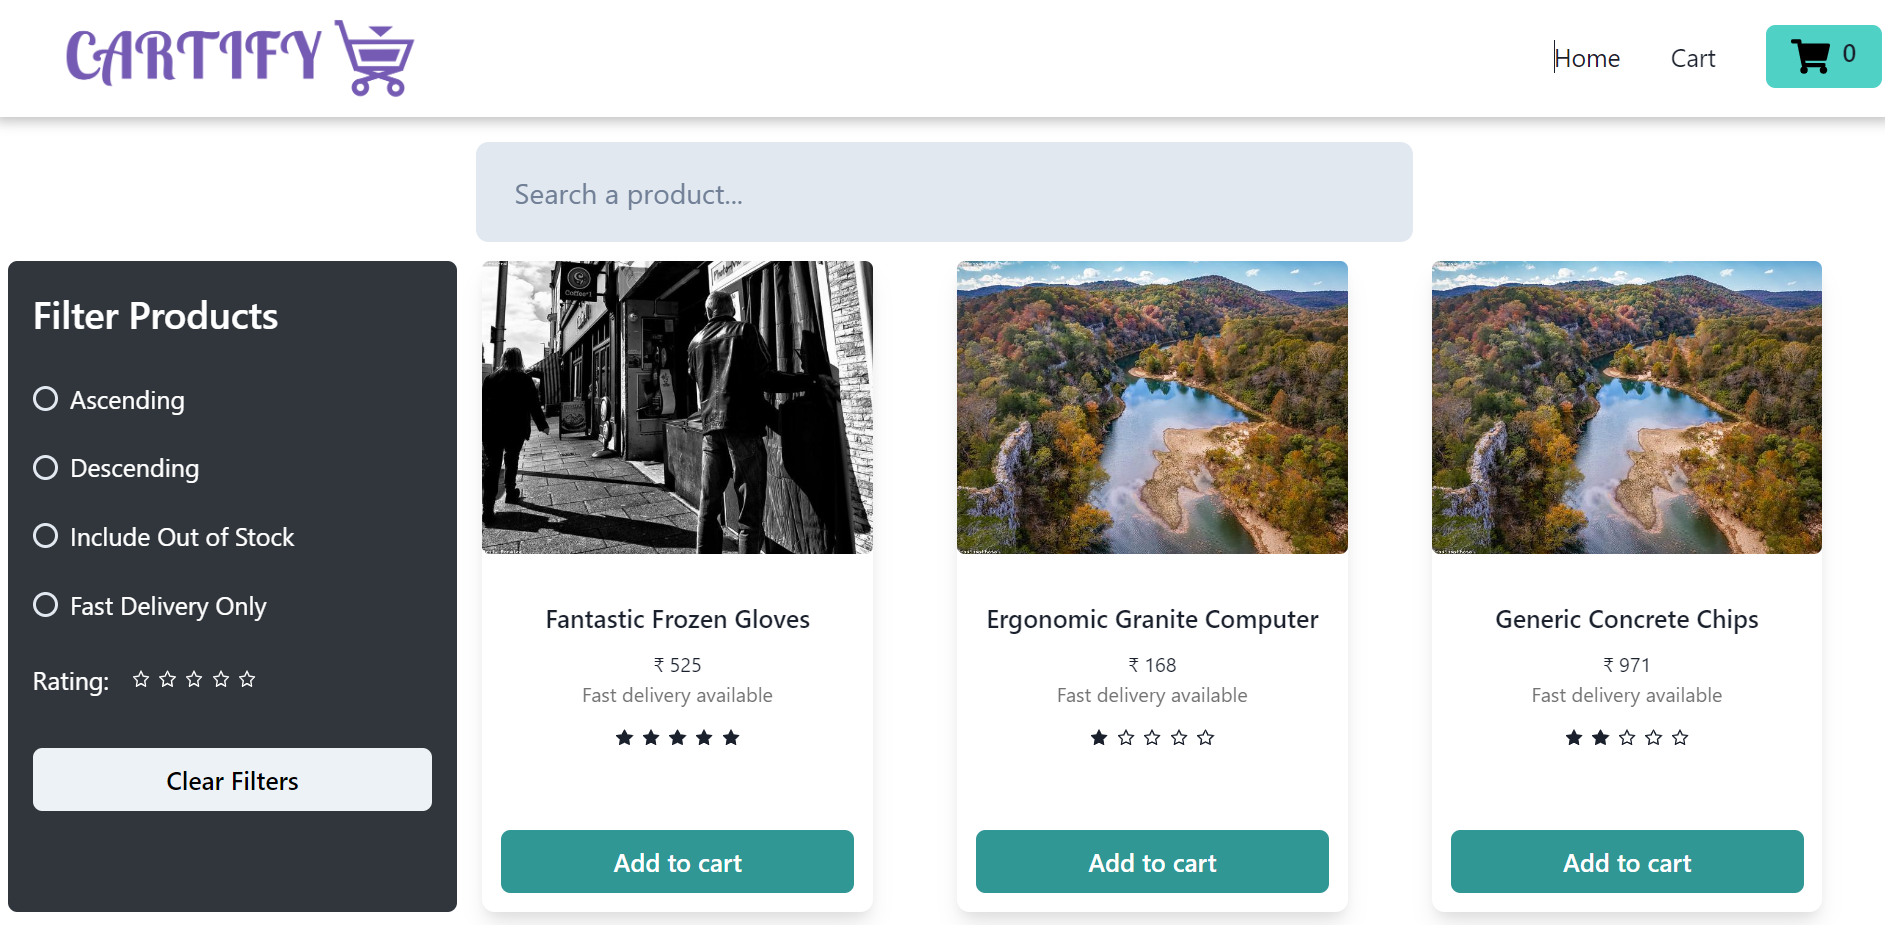 CARTIFY
Home
Cart
0
Search a product...
Filter Products
Ascending
Descending
Include Out of Stock
Fast Delivery Only
Rating:
Clear Filters
Fantastic Frozen Gloves
₹ 525
Fast delivery available
Add to cart
Ergonomic Granite Computer
₹ 168
Fast delivery available
Add to cart
Generic Concrete Chips
₹ 971
Fast delivery available
Add to cart